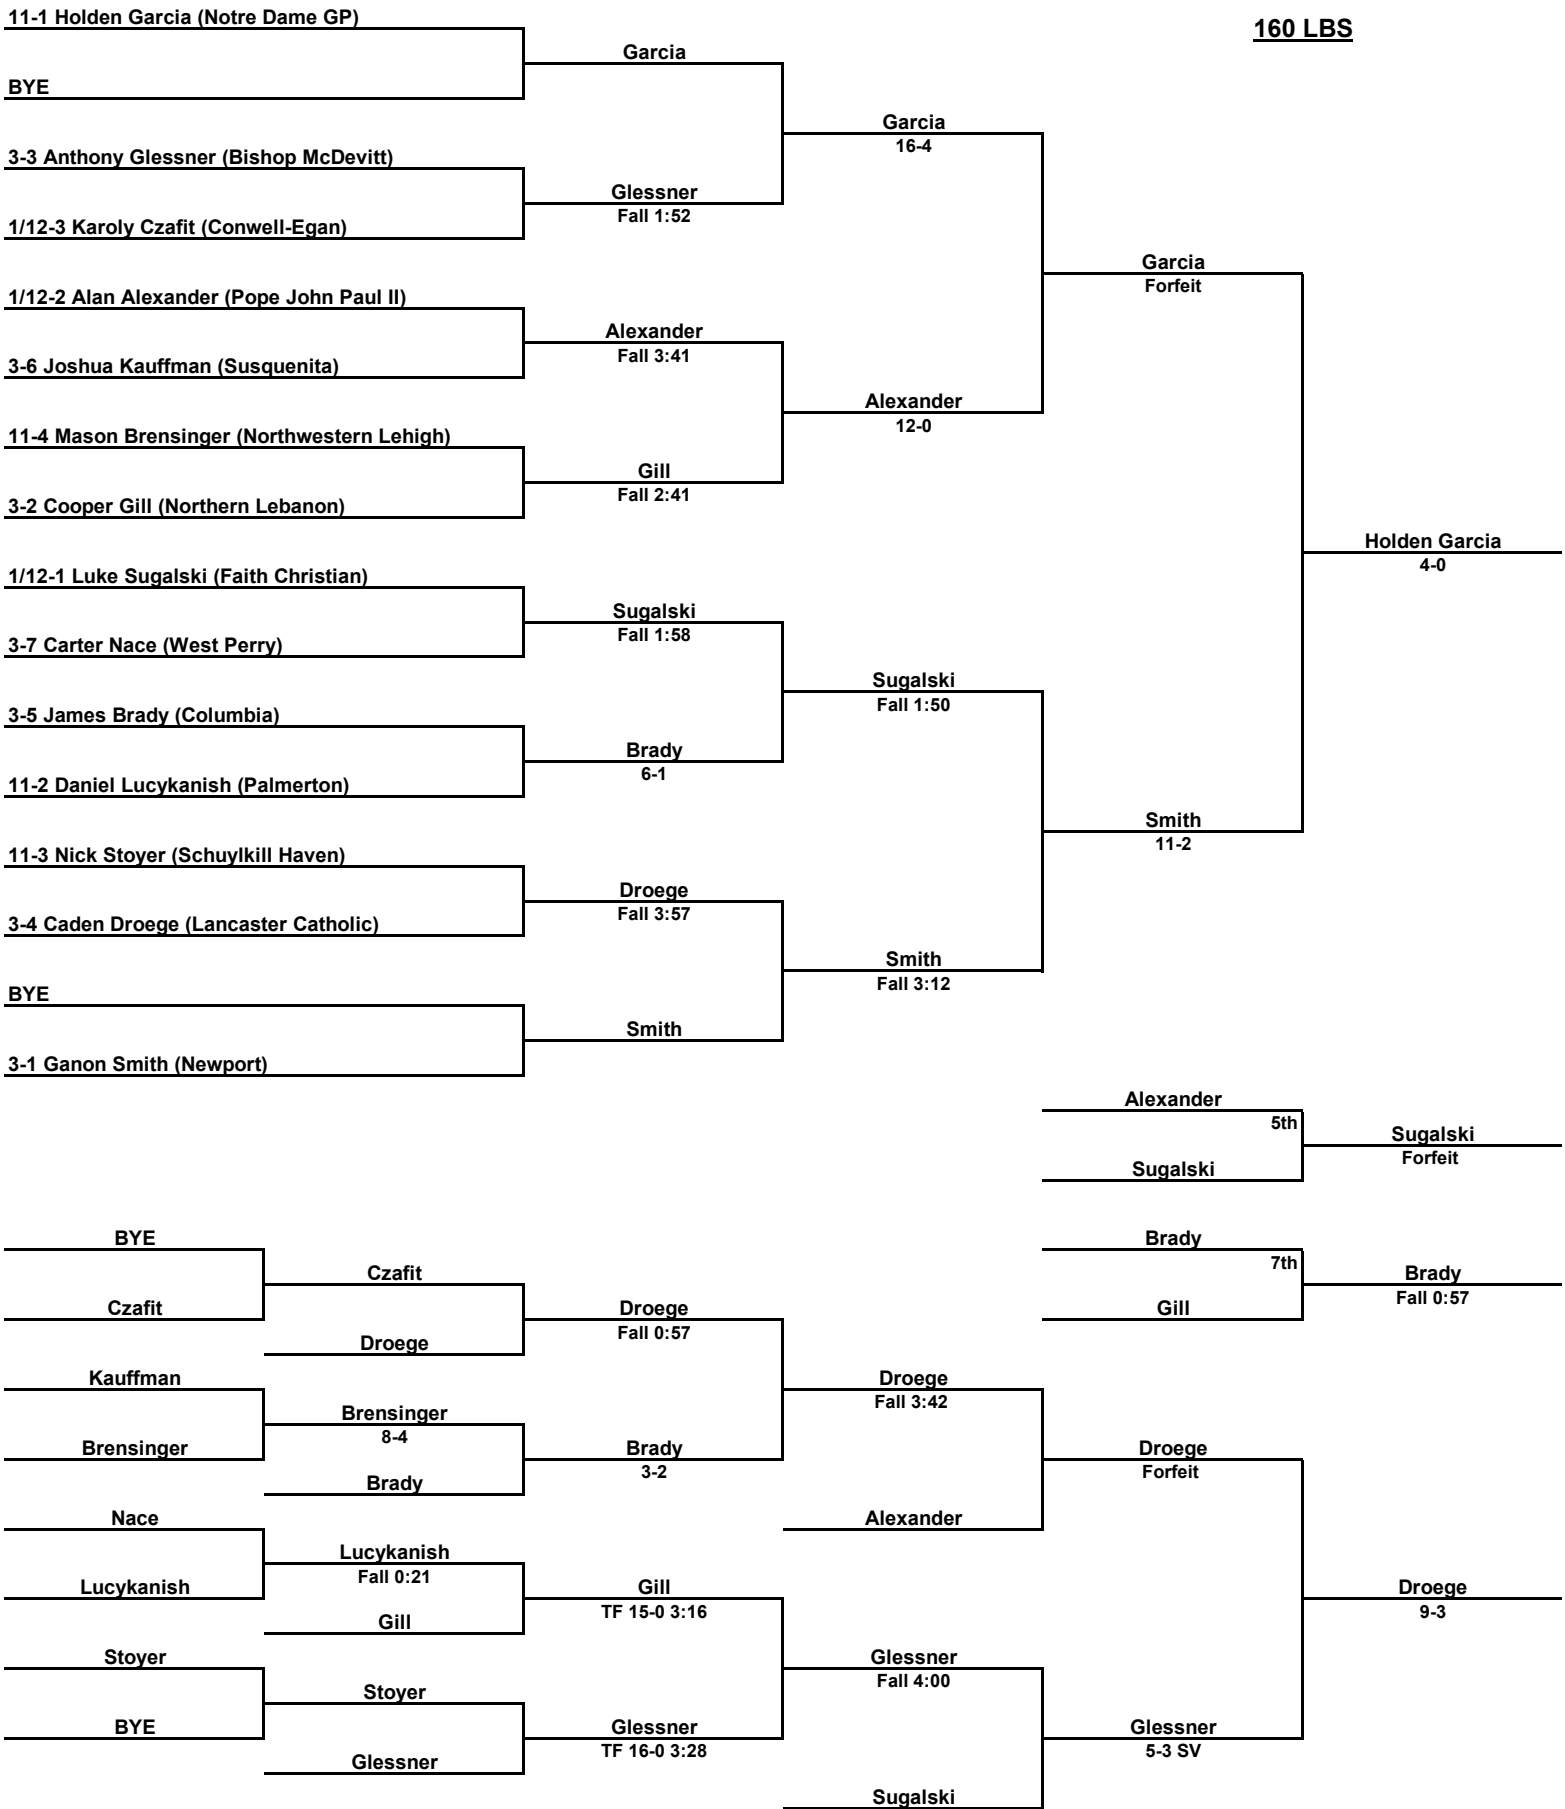 11-1 Holden Garcia (Notre Dame GP)
160 LBS
Garcia
BYE
Garcia
16-4
3-3 Anthony Glessner (Bishop McDevitt)
Glessner
Fall 1:52
1/12-3 Karoly Czafit (Conwell-Egan)
Garcia
Forfeit
1/12-2 Alan Alexander (Pope John Paul II)
Alexander
Fall 3:41
3-6 Joshua Kauffman (Susquenita)
Alexander
12-0
11-4 Mason Brensinger (Northwestern Lehigh)
Gill
Fall 2:41
3-2 Cooper Gill (Northern Lebanon)
Holden Garcia
4-0
1/12-1 Luke Sugalski (Faith Christian)
Sugalski
Fall 1:58
3-7 Carter Nace (West Perry)
Sugalski
Fall 1:50
3-5 James Brady (Columbia)
Brady
6-1
11-2 Daniel Lucykanish (Palmerton)
Smith
11-2
11-3 Nick Stoyer (Schuylkill Haven)
Droege
Fall 3:57
3-4 Caden Droege (Lancaster Catholic)
Smith
Fall 3:12
BYE
Smith
3-1 Ganon Smith (Newport)
Alexander
5th
Sugalski
Forfeit
Sugalski
BYE
Brady
7th
Czafit
Brady
Fall 0:57
Czafit
Droege
Fall 0:57
Gill
Droege
Kauffman
Droege
Fall 3:42
Brensinger
8-4
Brensinger
Brady
3-2
Droege
Forfeit
Brady
Nace
Alexander
Lucykanish
Fall 0:21
Lucykanish
Gill
TF 15-0 3:16
Droege
9-3
Gill
Stoyer
Glessner
Fall 4:00
Stoyer
BYE
Glessner
TF 16-0 3:28
Glessner
5-3 SV
Glessner
Sugalski